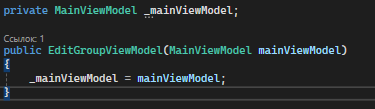 private MainViewModel _mainViewModel;
Ссылок: 1
public EditGroupViewModel(MainViewModel mainViewModel)
{
_mainViewModel = mainViewModel;
}